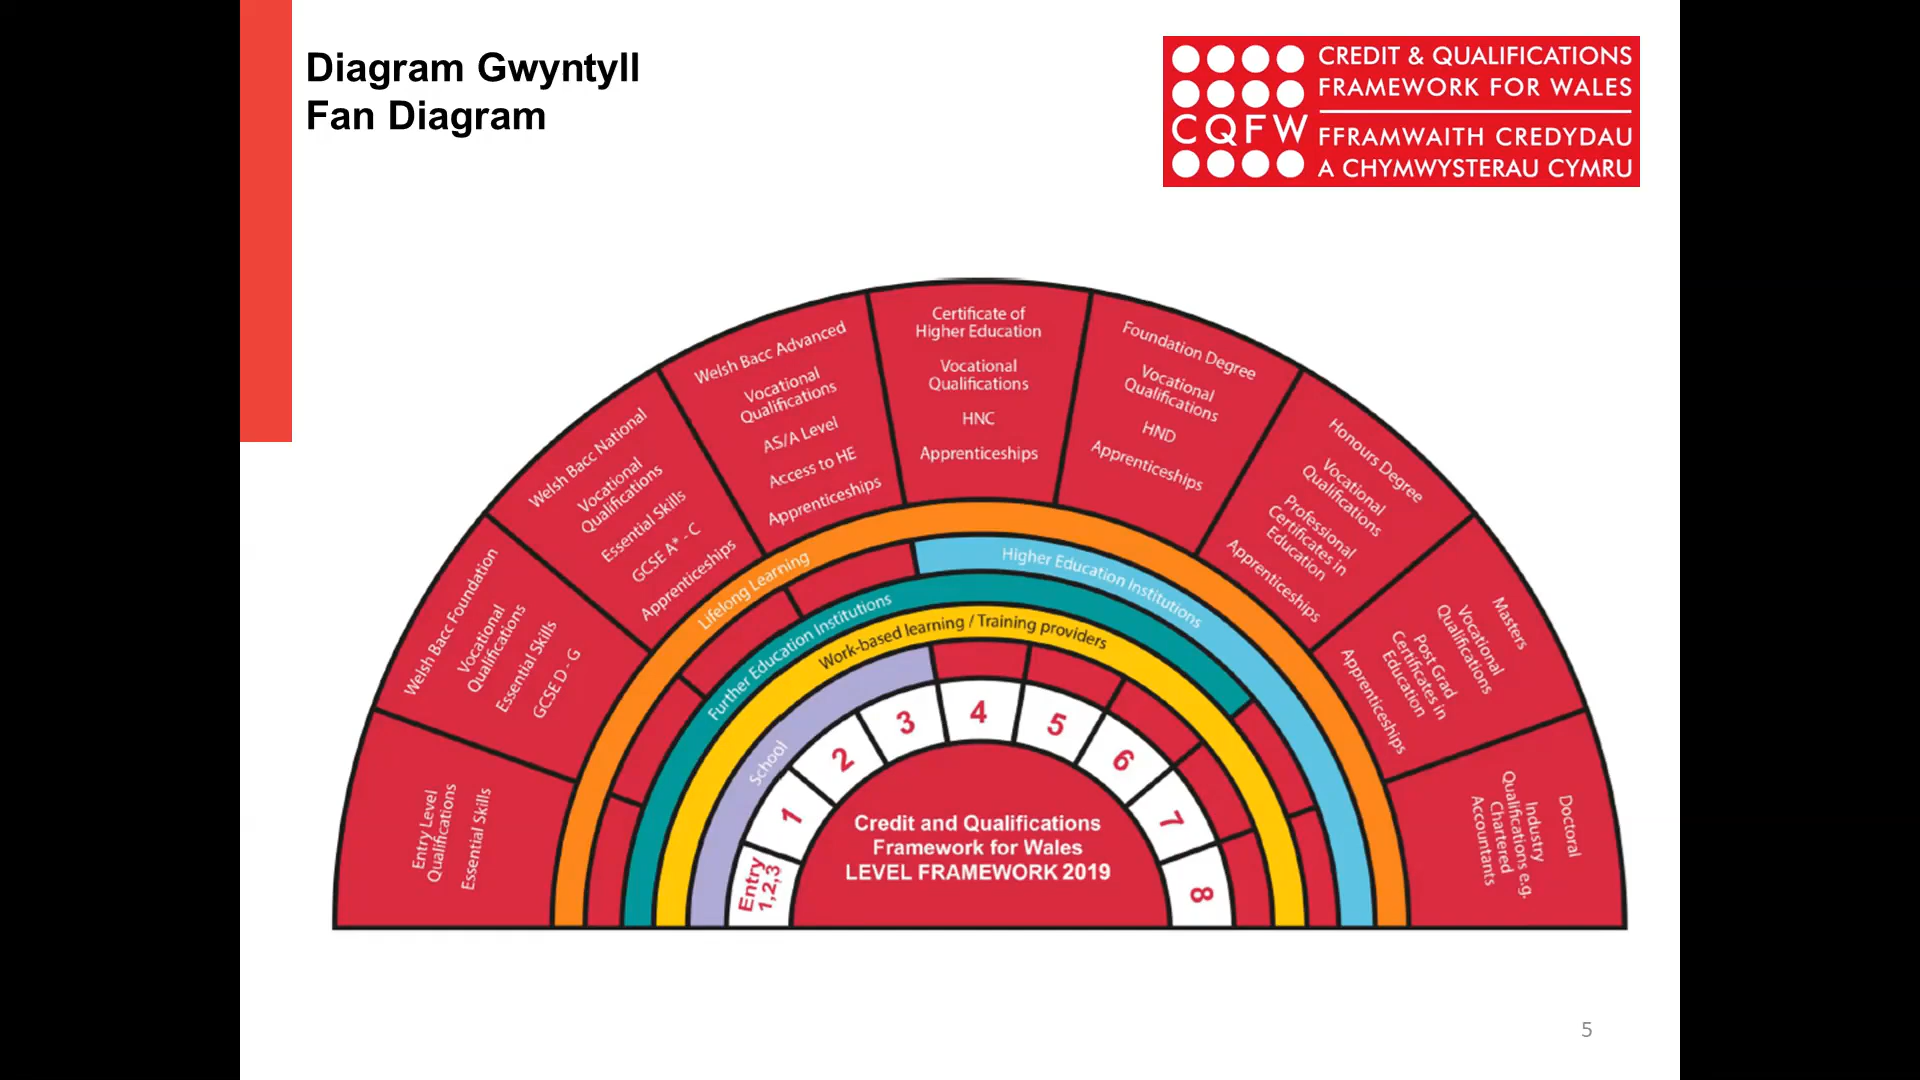 Diagram Gwyntyll
Fan Diagram
CREDIT & QUALIFICATIONS
FRAMEWORK FOR WALES
CQFW
FFRAMWAITH CREDYDAU
A CHYMWYSTERAU CYMRU
Entry Level
Qualifications
Essential Skills
Welsh Bacc Foundation
Vocational
Qualifications
Essential Skills
GCSE D - G
Welsh Bacc National
Vocational
Qualifications
Essential Skills
GCSE A* - C
Apprenticeships
Welsh Bacc Advanced
Vocational
Qualifications
AS/A Level
Access to HE
Apprenticeships
Certificate of
Higher Education
Vocational
Qualifications
HNC
Apprenticeships
Foundation Degree
Vocational
Qualifications
HND
Apprenticeships
Honours Degree
Vocational
Qualifications
Professional
Certificates in
Education
Apprenticeships
Masters
Vocational
Qualifications
Post Grad
Certificates in
Education
Apprenticeships
Doctoral
Industry
Qualifications e.g.
Chartered
Accountants
Lifelong Learning
Higher Education Institutions
Further Education Institutions
Work-based learning / Training providers
School
Entry
1,2,3
1
2
3
4
5
6
7
8
Credit and Qualifications
Framework for Wales
LEVEL FRAMEWORK 2019
5